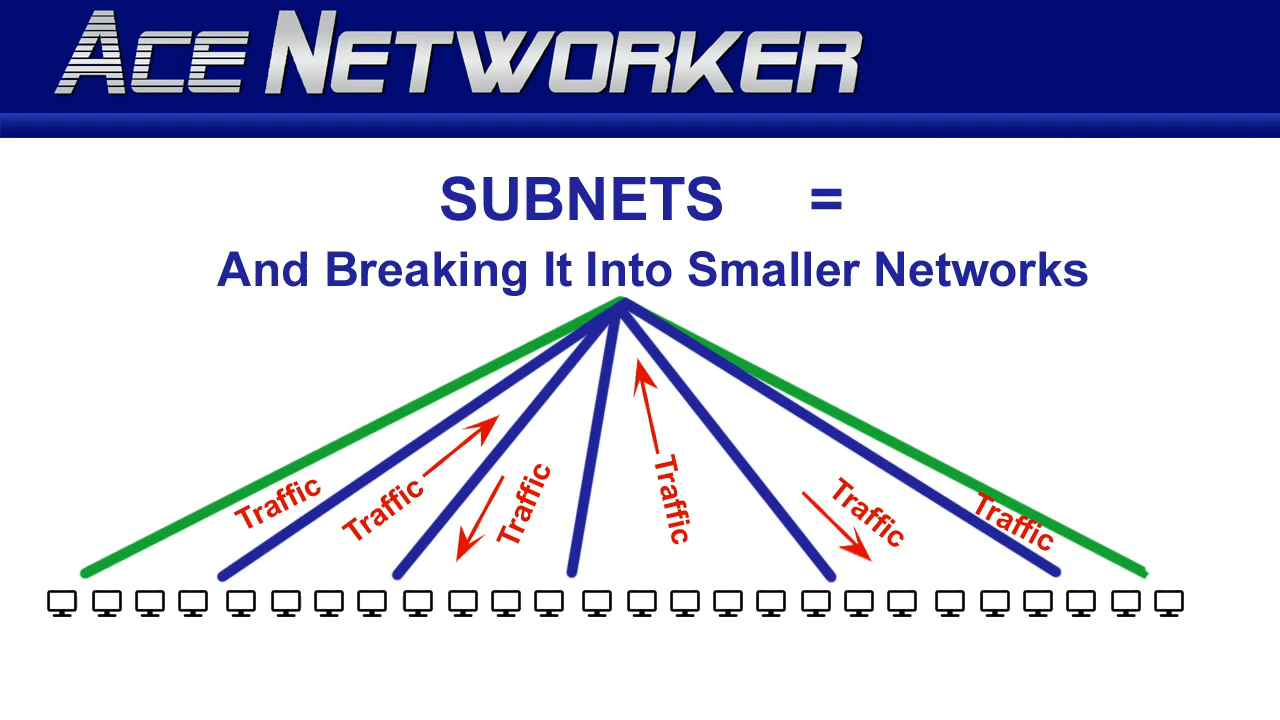 ACE NETWORKER
SUBNETS =
And Breaking It Into Smaller Networks
Traffic
Traffic
Traffic
Traffic
Traffic
Traffic